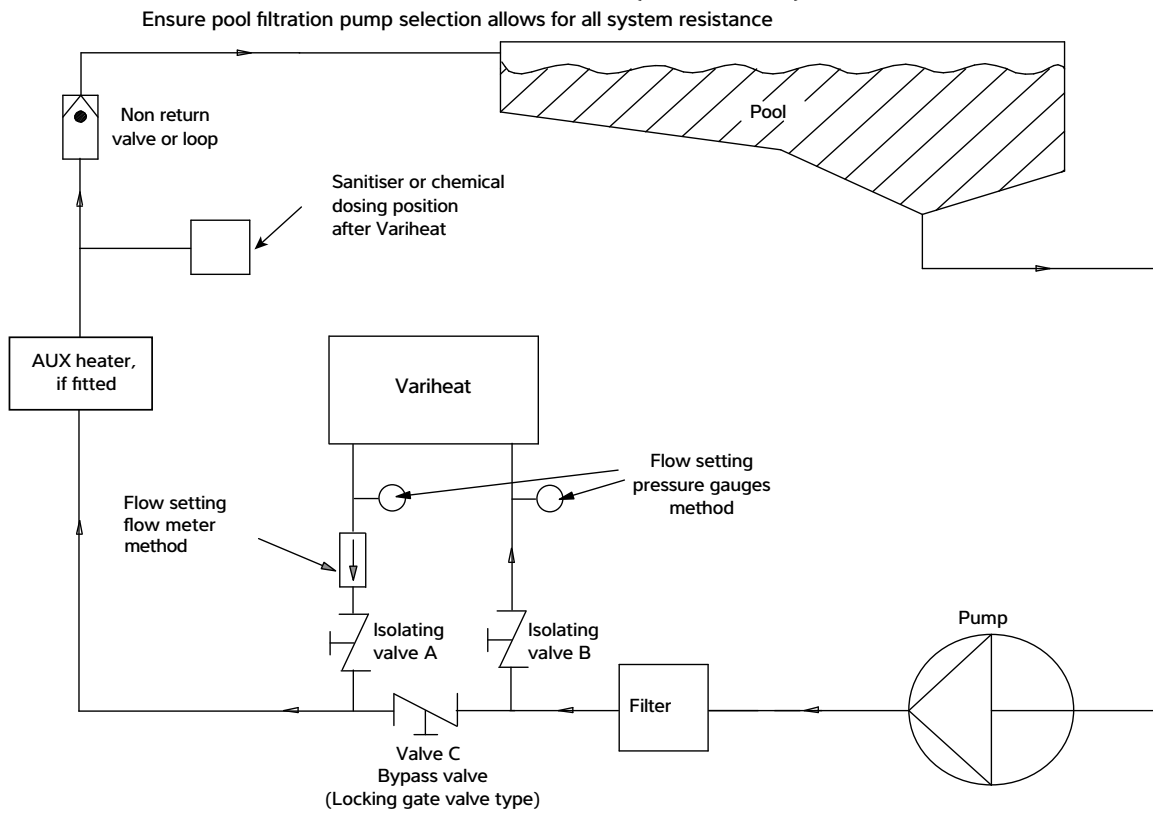 Ensure pool filtration pump selection allows for all system resistance
Non return
valve or loop
Pool
Sanitiser or chemical
dosing position
after Variheat
AUX heater,
if fitted
Variheat
Flow setting
pressure gauges
method
Flow setting
flow meter
method
Isolating
valve A
Isolating
valve B
Pump
Filter
Valve C
Bypass valve
(Locking gate valve type)